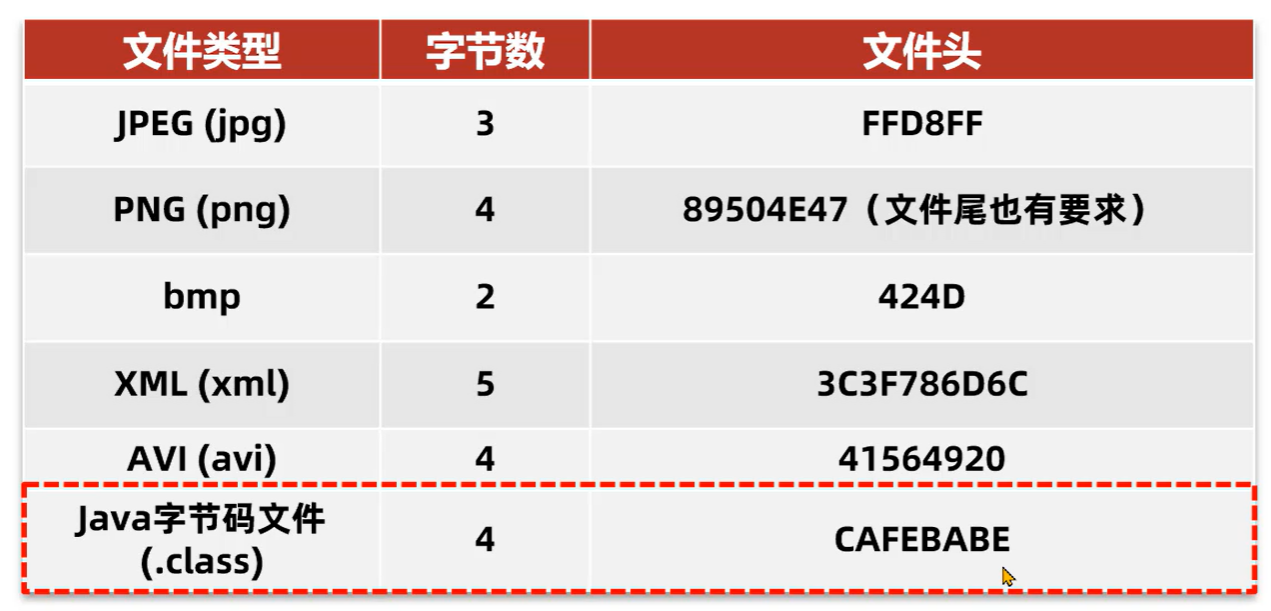 文件类型 字节数 文件头
JPEG (jpg) 3 FFD8FF
PNG (png) 4 89504E47（文件尾也有要求）
bmp 2 424D
XML (xml) 5 3C3F786D6C
AVI (avi) 4 41564920
Java字节码文件
(.class) 4 CAFEBABE